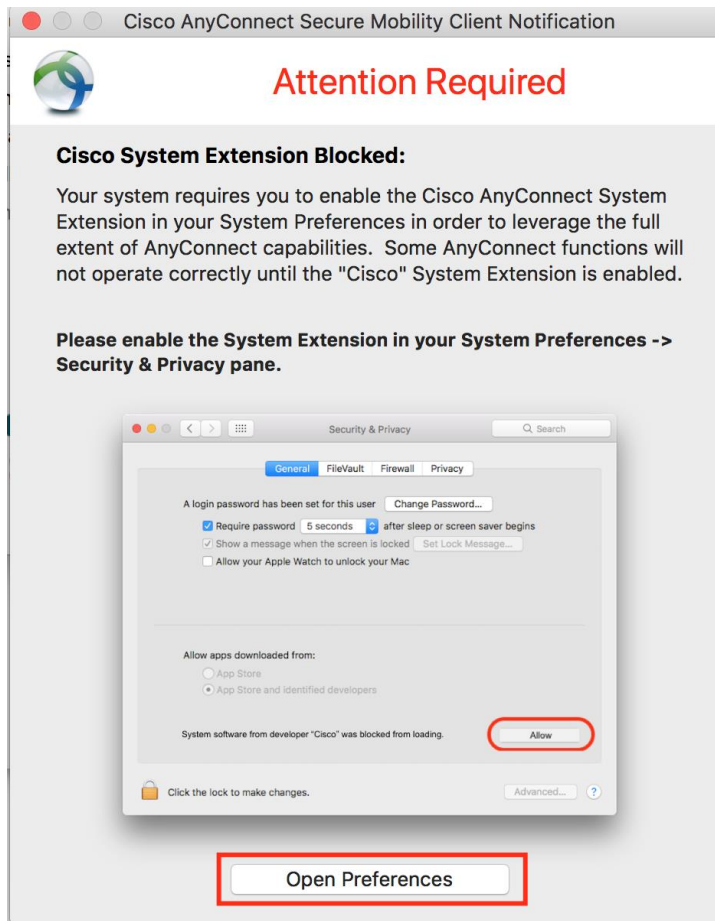 Cisco AnyConnect Secure Mobility Client Notification
Attention Required
Cisco System Extension Blocked:
Your system requires you to enable the Cisco AnyConnect System
Extension in your System Preferences in order to leverage the full
extent of AnyConnect capabilities.  Some AnyConnect functions will
not operate correctly until the "Cisco" System Extension is enabled.
Please enable the System Extension in your System Preferences ->
Security & Privacy pane.
Security & Privacy
Search
General FileVault Firewall Privacy
A login password has been set for this user Change Password...
Require password 5 seconds after sleep or screen saver begins
Show a message when the screen is locked Set Lock Message...
Allow your Apple Watch to unlock your Mac
Allow apps downloaded from:
App Store
App Store and identified developers
System software from developer "Cisco" was blocked from loading. Allow
Click the lock to make changes. Advanced... ?
Open Preferences